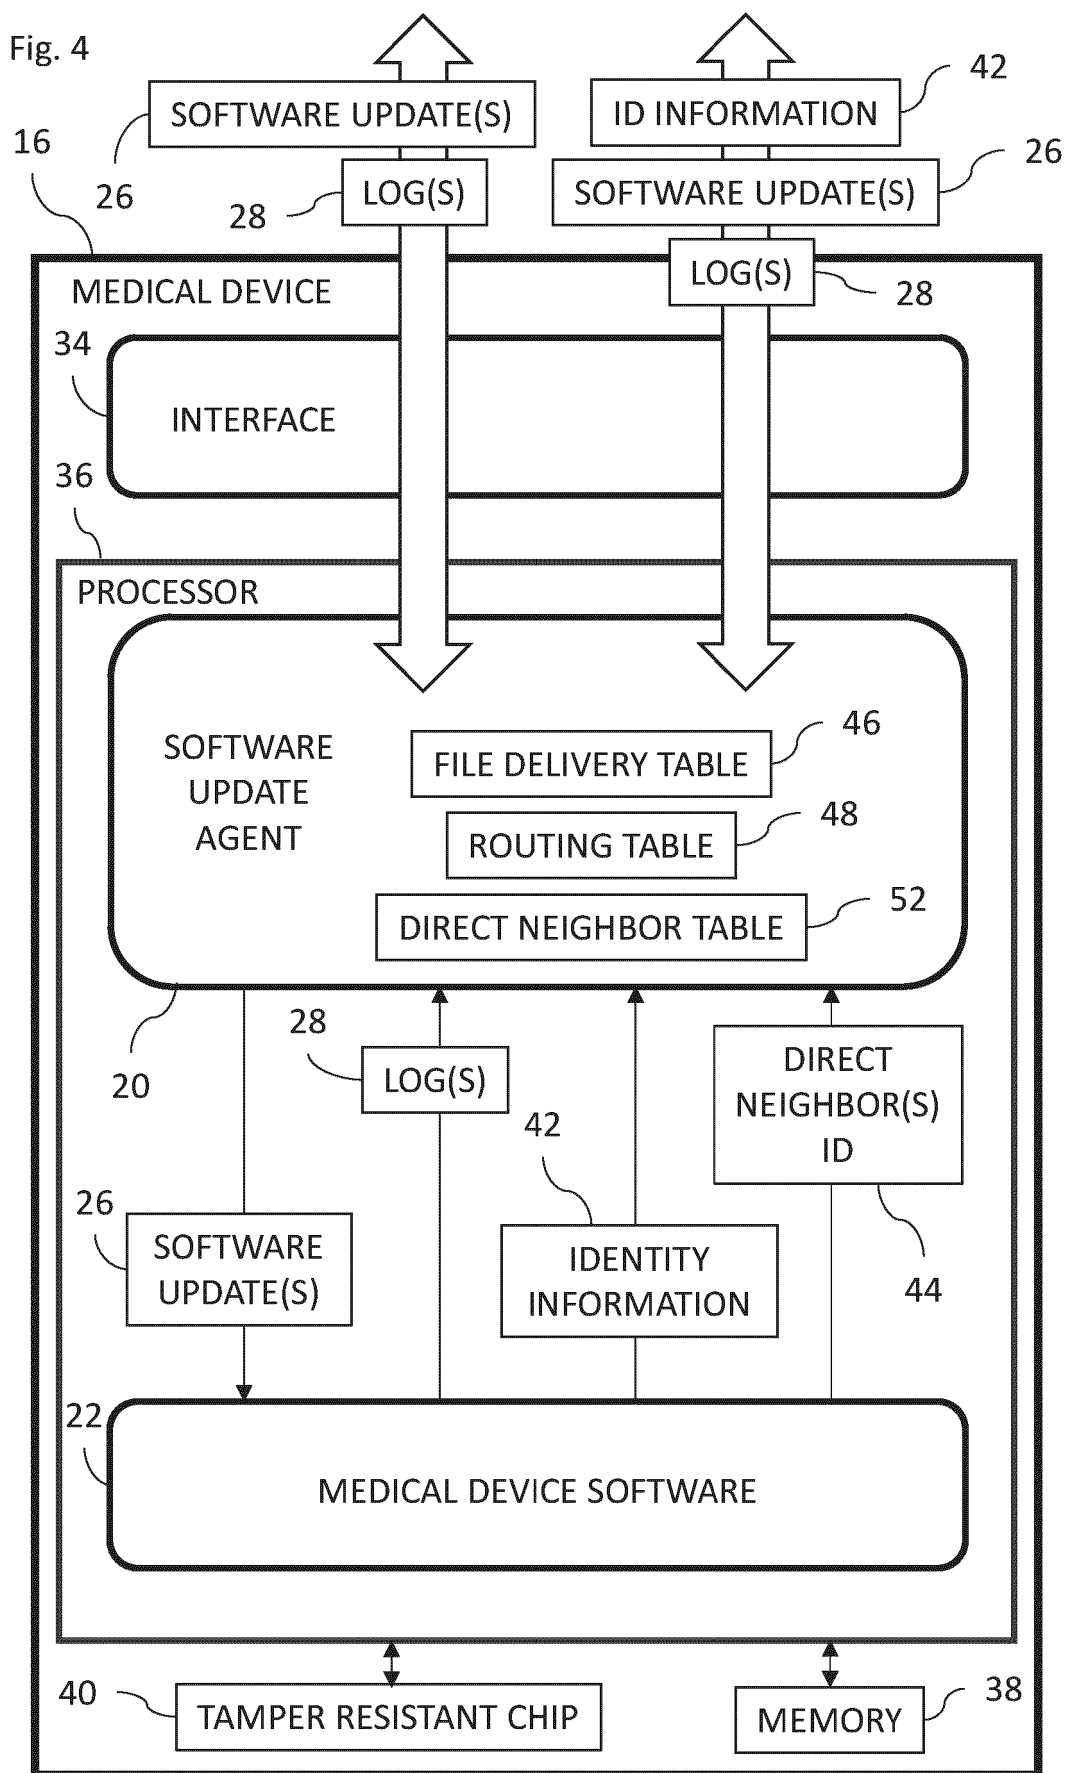 Fig. 4
42
SOFTWARE UPDATE(S)
ID INFORMATION
16
26
26
LOG(S)
SOFTWARE UPDATE(S)
28
LOG(S)
MEDICAL DEVICE
28
34
INTERFACE
36
PROCESSOR
46
SOFTWARE
UPDATE
AGENT
FILE DELIVERY TABLE
48
ROUTING TABLE
52
DIRECT NEIGHBOR TABLE
28
20
LOG(S)
DIRECT
NEIGHBOR(S)
ID
42
26
SOFTWARE
UPDATE(S)
IDENTITY
INFORMATION
44
22
MEDICAL DEVICE SOFTWARE
40
TAMPER RESISTANT CHIP
38
MEMORY